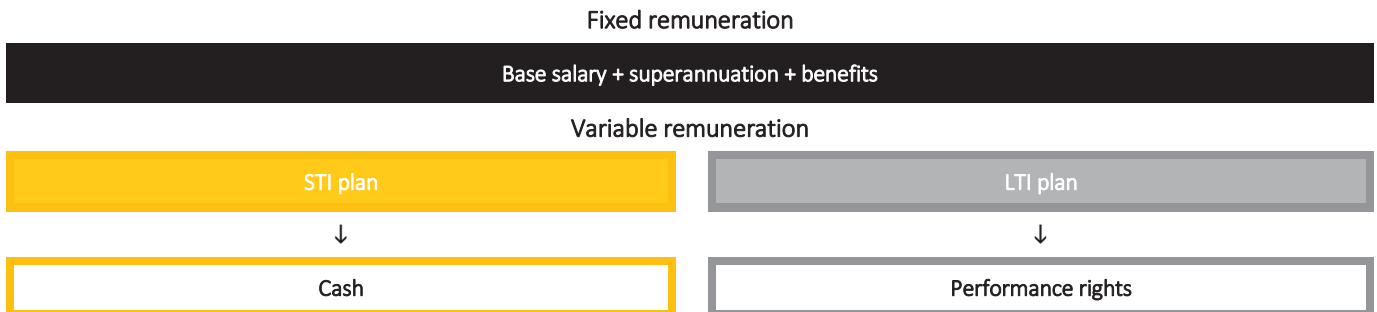 Fixed remuneration
Base salary + superannuation + benefits
Variable remuneration
STI plan
LTI plan
↓
↓
Cash
Performance rights